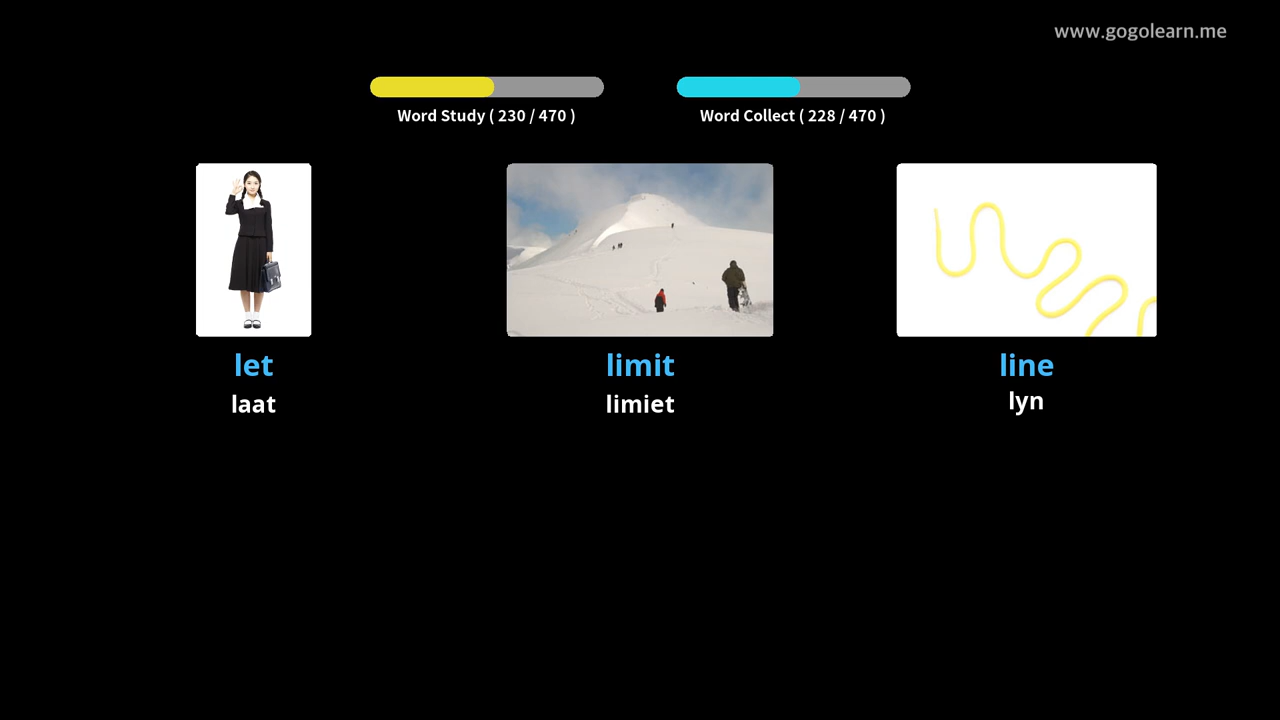 www.gogolearn.me
Word Study ( 230 / 470 )
Word Collect ( 228 / 470 )
let
limit
line
laat
limiet
lyn